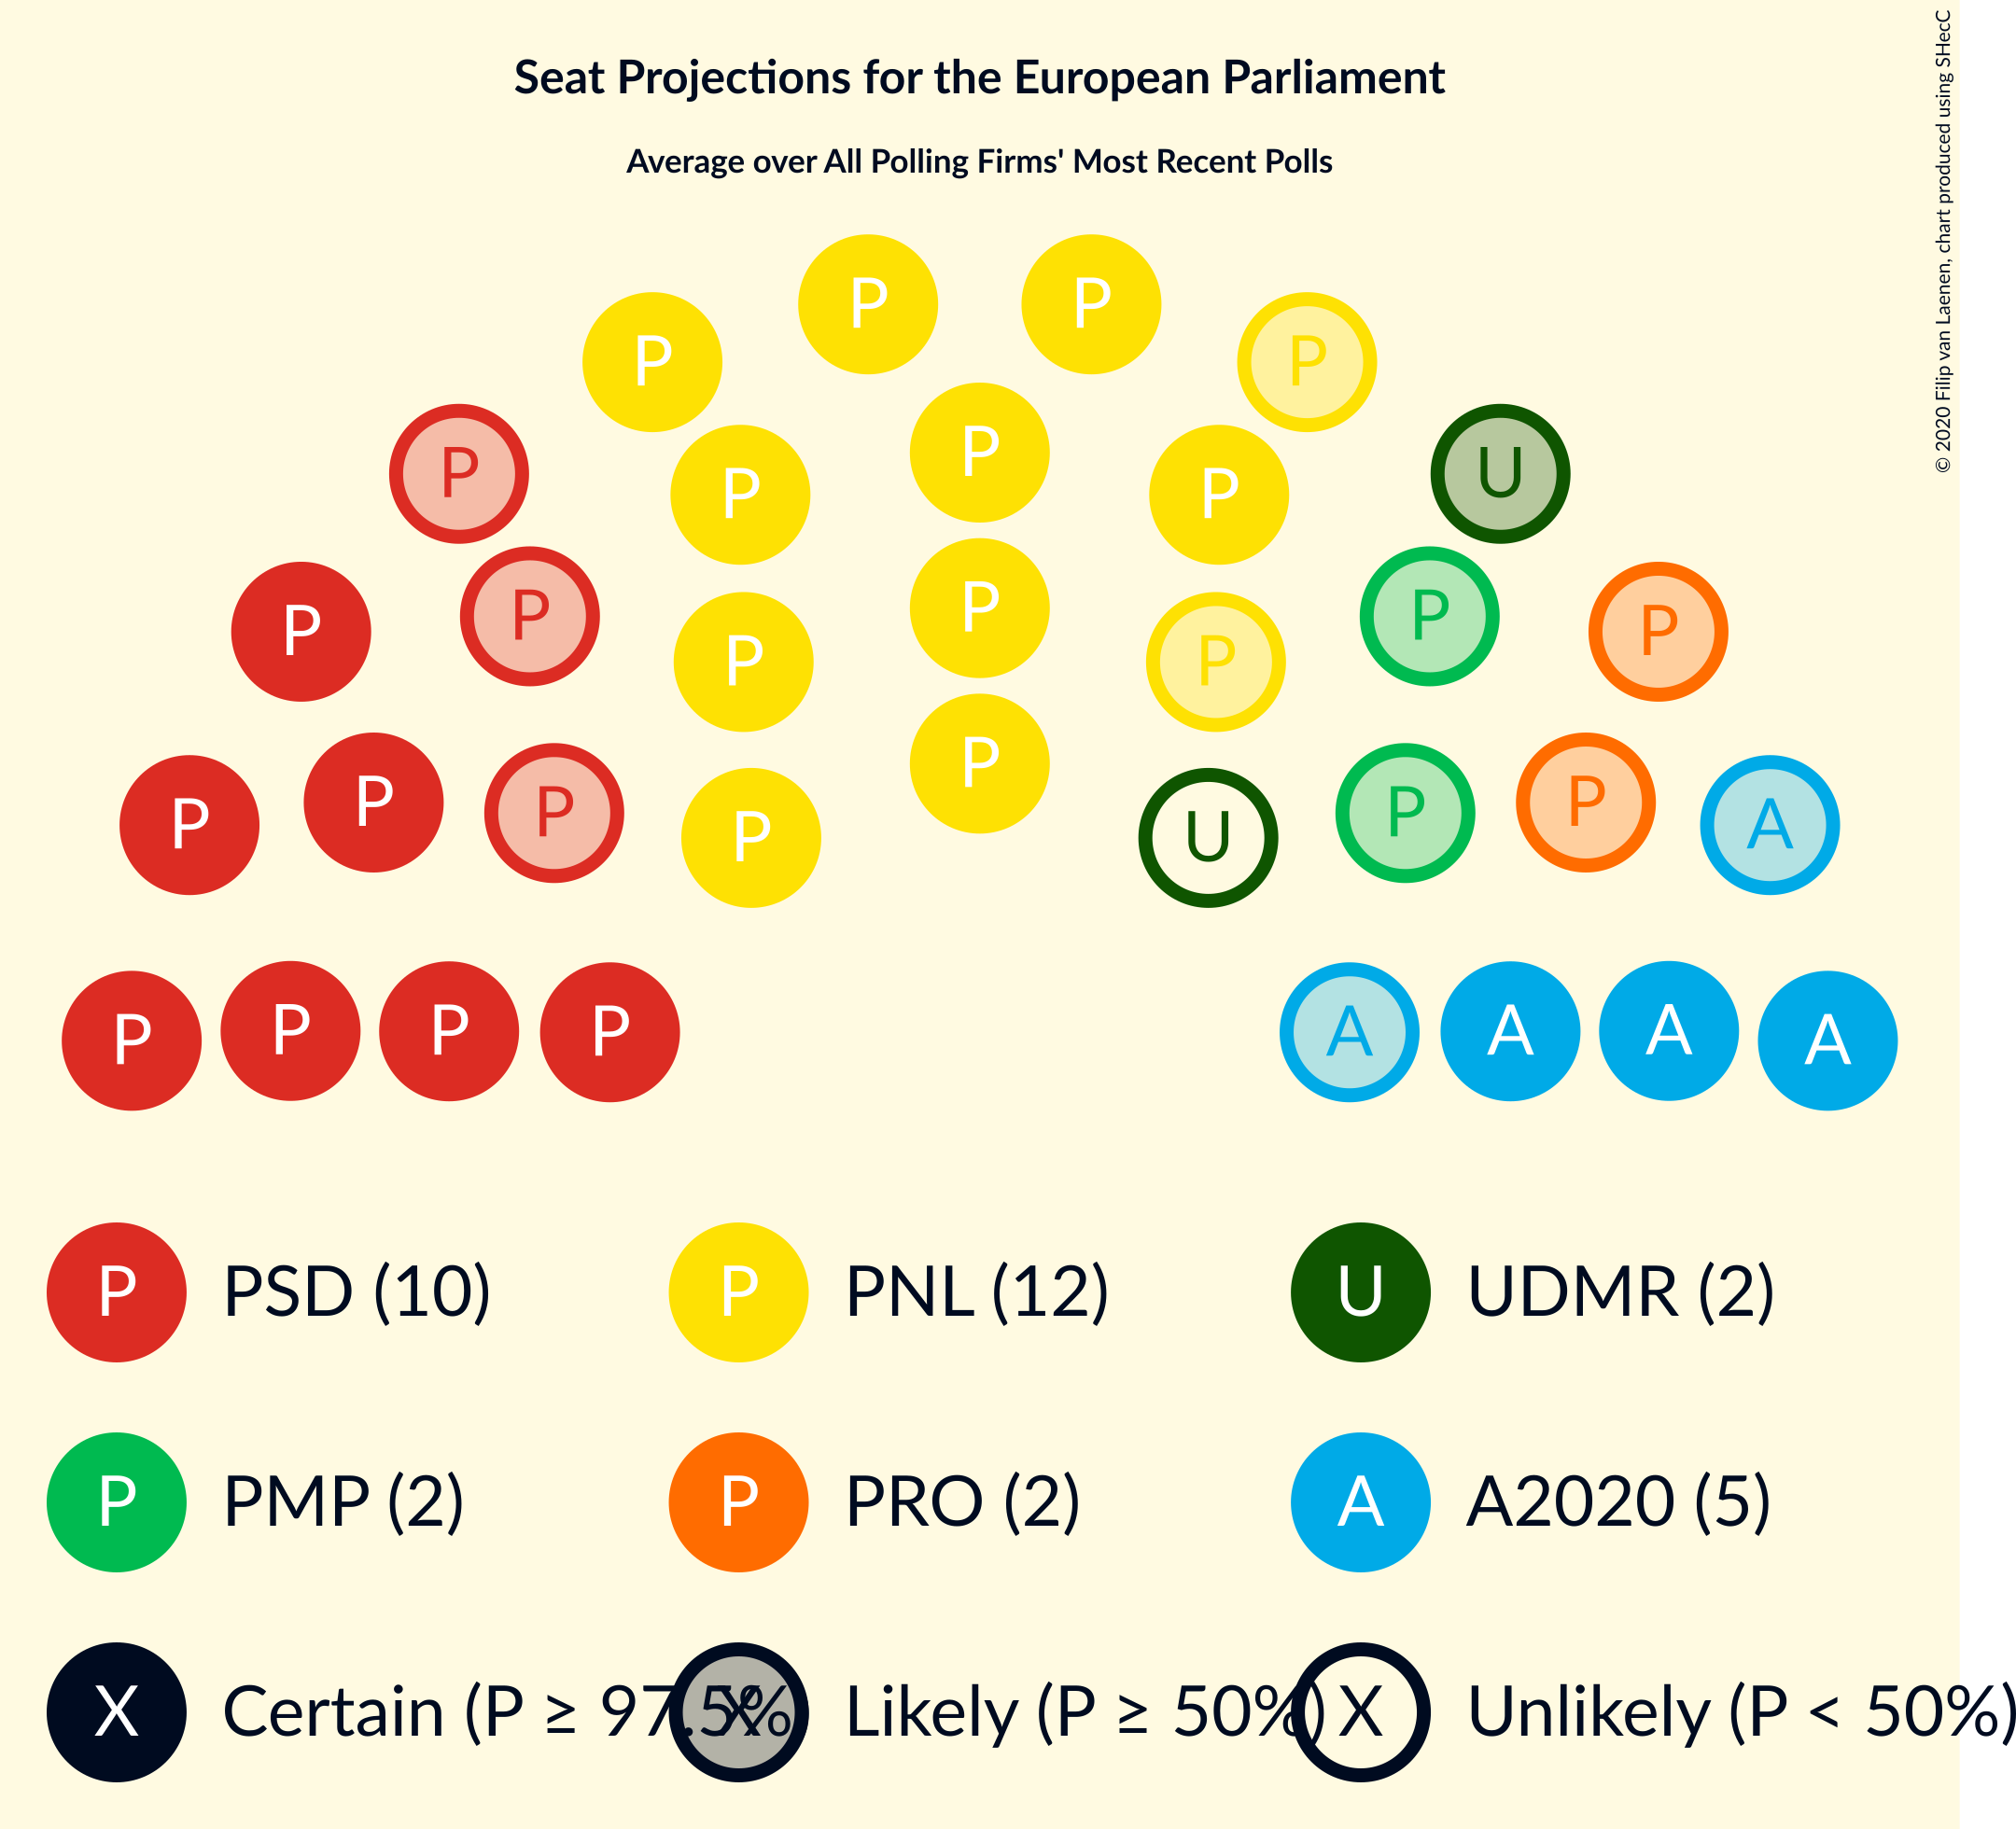 Seat Projections for the European Parliament
Average over All Polling Firms' Most Recent Polls
© 2020 Filip van Laenen, chart produced using SHecC
P P
P P
P
P P P U
P P P P
P P P P
P P P P A
P U
P P P P A A A A
P PSD (10) P PNL (12) U UDMR (2)
P PMP (2) P PRO (2) A A2020 (5)
X Certain (P ≥ 97.5% X Likely (P ≥ 50%) X Unlikely (P < 50%)